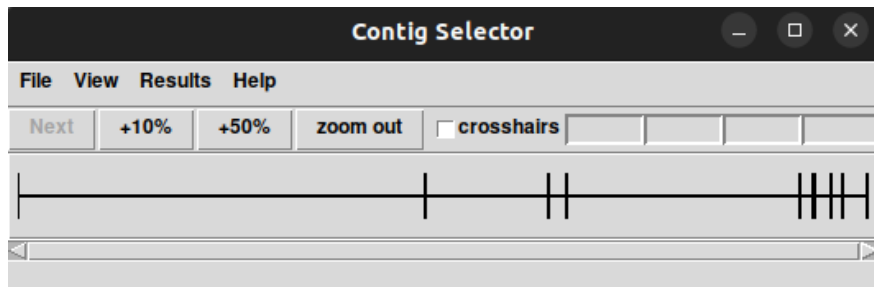 Contig Selector
File View Results Help
Next +10% +50% zoom out crosshairs